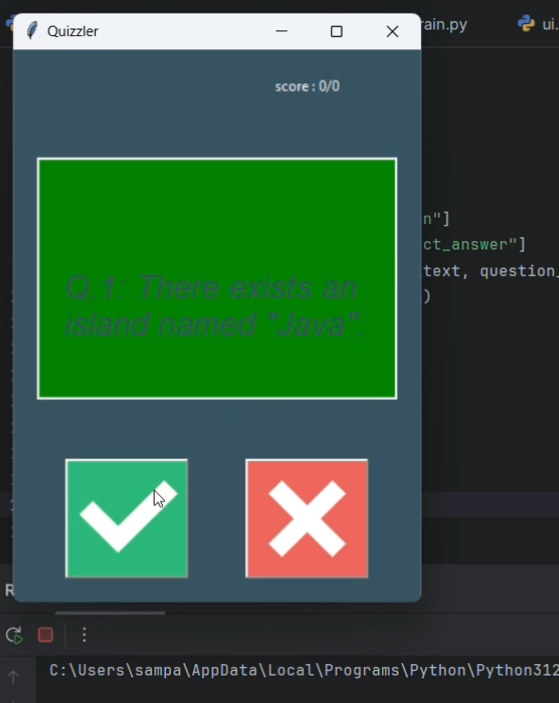 Quizzler
rain.py
ui.
score : 0/0
n"]
ct_answer"]
text, question_
)
Q.1: There exists an
island named "Java".
C:\Users\sampa\AppData\Local\Programs\Python\Python312